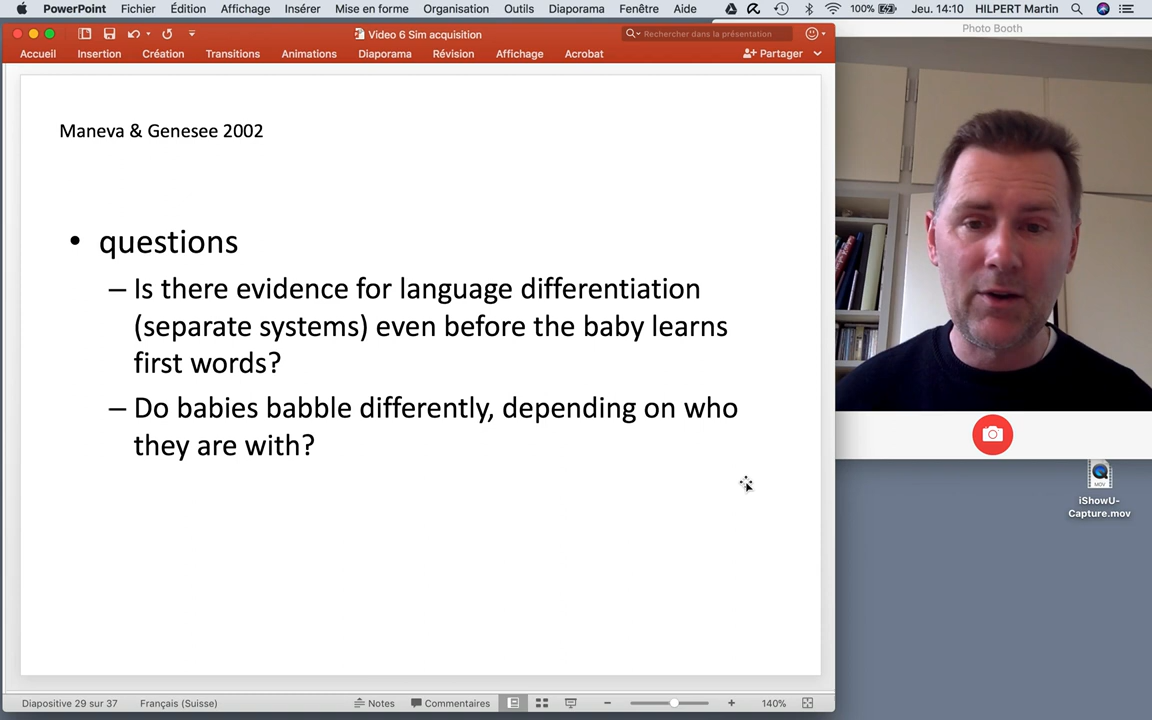 PowerPoint Fichier Édition Affichage Insérer Mise en forme Organisation Outils Diaporama Fenêtre Aide 100% Jeu. 14:10 HILPERT Martin
Photo Booth
Video 6 Sim acquisition
Rechercher dans la présentation
Accueil Insertion Création Transitions Animations Diaporama Révision Affichage Acrobat Partager
Maneva & Genesee 2002
• questions
– Is there evidence for language differentiation
(separate systems) even before the baby learns
first words?
– Do babies babble differently, depending on who
they are with?
MOV
iShowU-
Capture.mov
Diapositive 29 sur 37 Français (Suisse) Notes Commentaires 140%